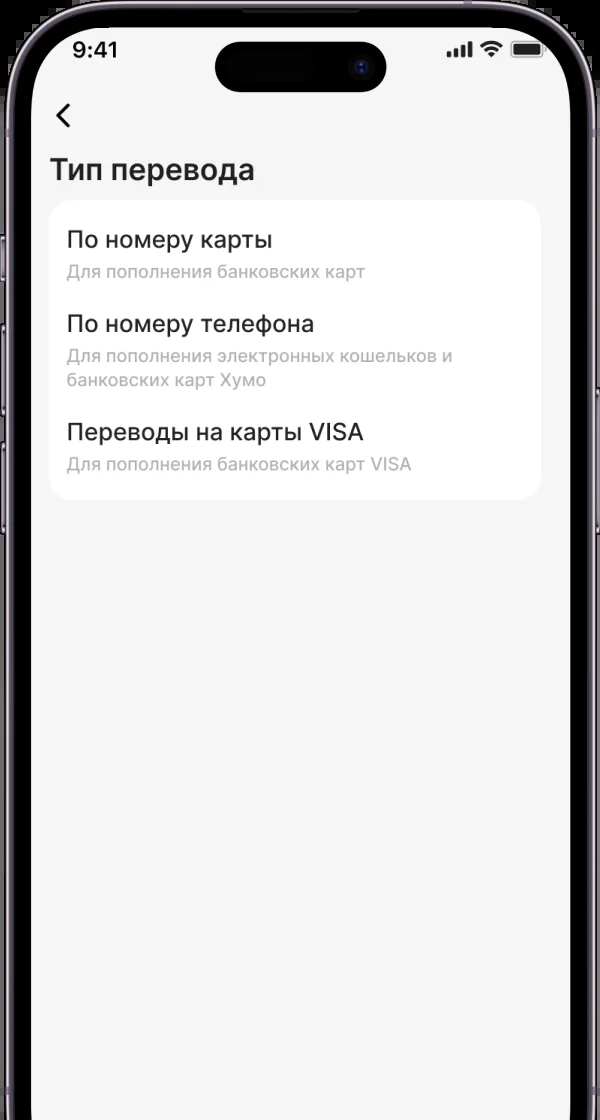 9:41
Тип перевода
По номеру карты
Для пополнения банковских карт
По номеру телефона
Для пополнения электронных кошельков и
банковских карт Хумо
Переводы на карты VISA
Для пополнения банковских карт VISA